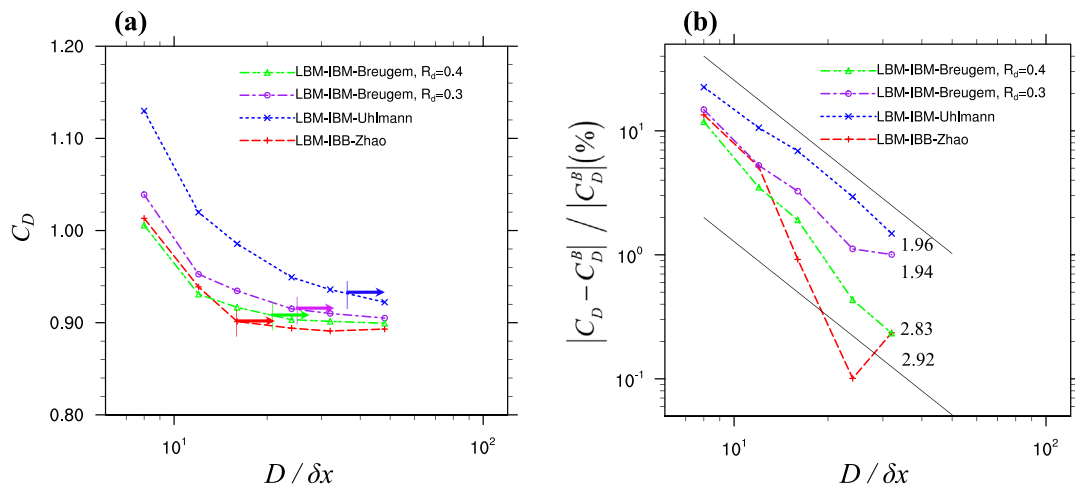 (a)
1.20
1.10
1.00
0.90
0.80
C_D
LBM-IBM-Breugem, R_d=0.4
LBM-IBM-Breugem, R_d=0.3
LBM-IBM-Uhlmann
LBM-IBB-Zhao
10^1
10^2
D / δx
(b)
10^1
10^0
10^-1
|C_D − C_D^B| / |C_D^B|(%)
LBM-IBM-Breugem, R_d=0.4
LBM-IBM-Breugem, R_d=0.3
LBM-IBM-Uhlmann
LBM-IBB-Zhao
1.96
1.94
2.83
2.92
10^1
10^2
D / δx